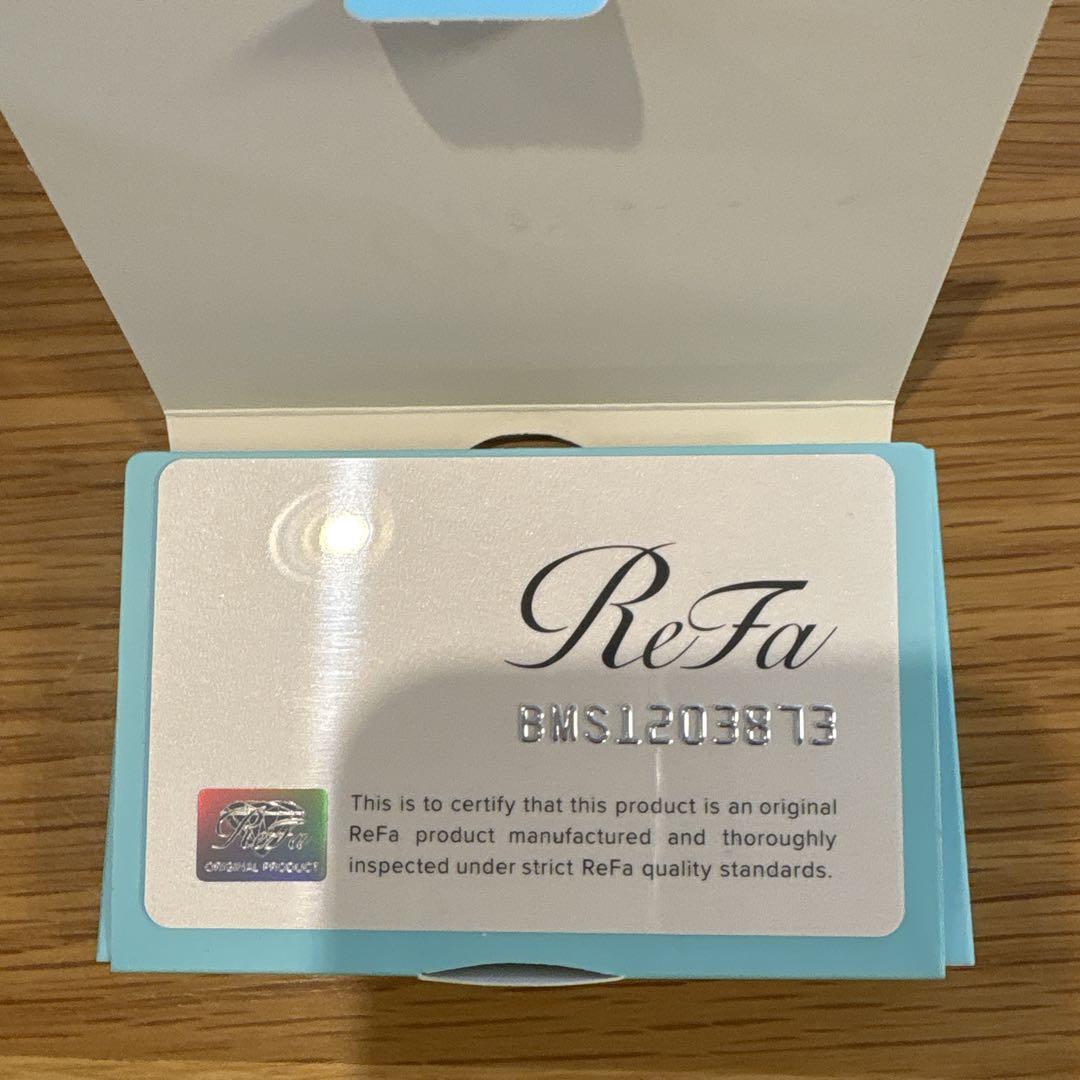 ReFa
BMS1203873
This is to certify that this product is an original
ReFa product manufactured and thoroughly
inspected under strict ReFa quality standards.
ReFa
ORIGINAL PRODUCT